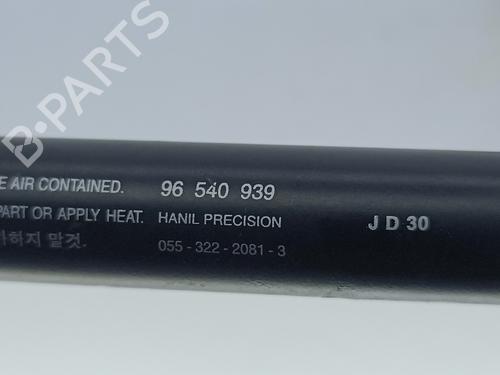 E AIR CONTAINED. 96 540 939
PART OR APPLY HEAT. HANIL PRECISION J D 30
하지 말것. 055-322-2081-3
B-PARTS